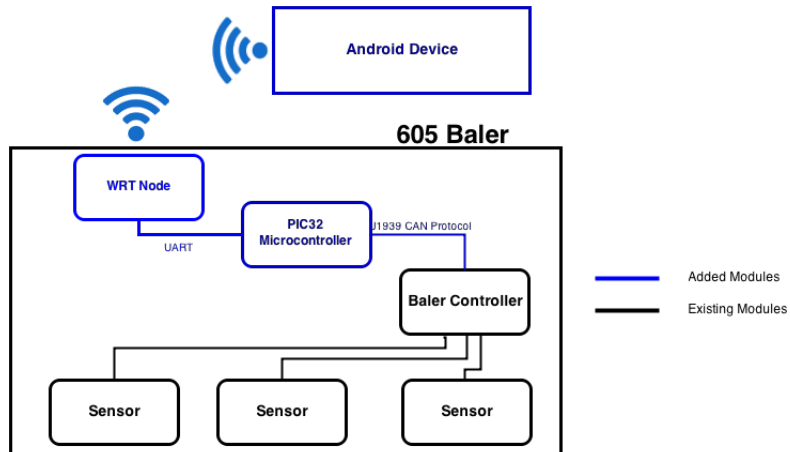 Android Device
605 Baler
WRT Node
PIC32
Microcontroller
J1939 CAN Protocol
UART
Added Modules
Baler Controller
Existing Modules
Sensor
Sensor
Sensor